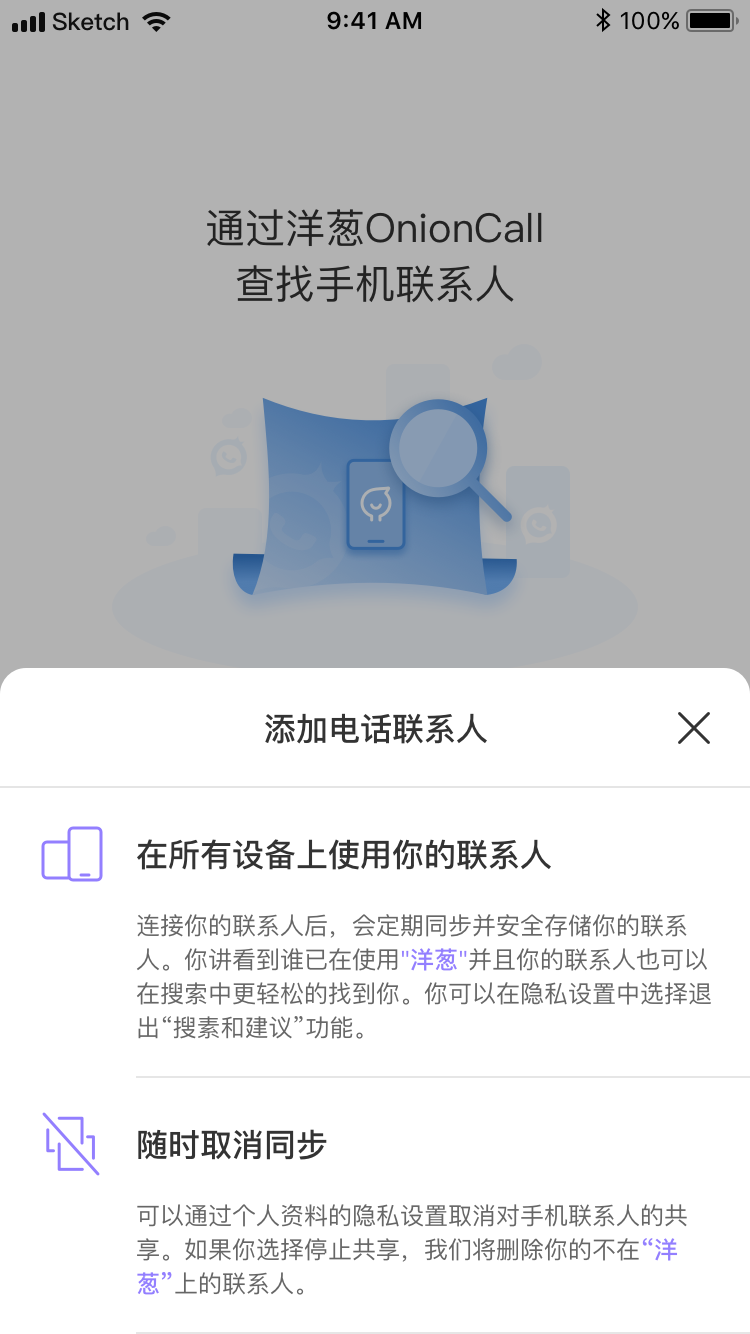 Sketch 9:41 AM 100%
通过洋葱OnionCall
查找手机联系人
添加电话联系人
在所有设备上使用你的联系人
连接你的联系人后，会定期同步并安全存储你的联系
人。你讲看到谁已在使用"洋葱"并且你的联系人也可以
在搜索中更轻松的找到你。你可以在隐私设置中选择退
出“搜素和建议”功能。
随时取消同步
可以通过个人资料的隐私设置取消对手机联系人的共
享。如果你选择停止共享，我们将删除你的不在“洋
葱”上的联系人。